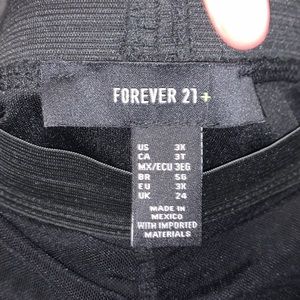 FOREVER 21+
US 3X
CA 3T
MX/ECU 3EG
BR 5G
EU 3X
UK 24
MADE IN
MEXICO
WITH IMPORTED
MATERIALS